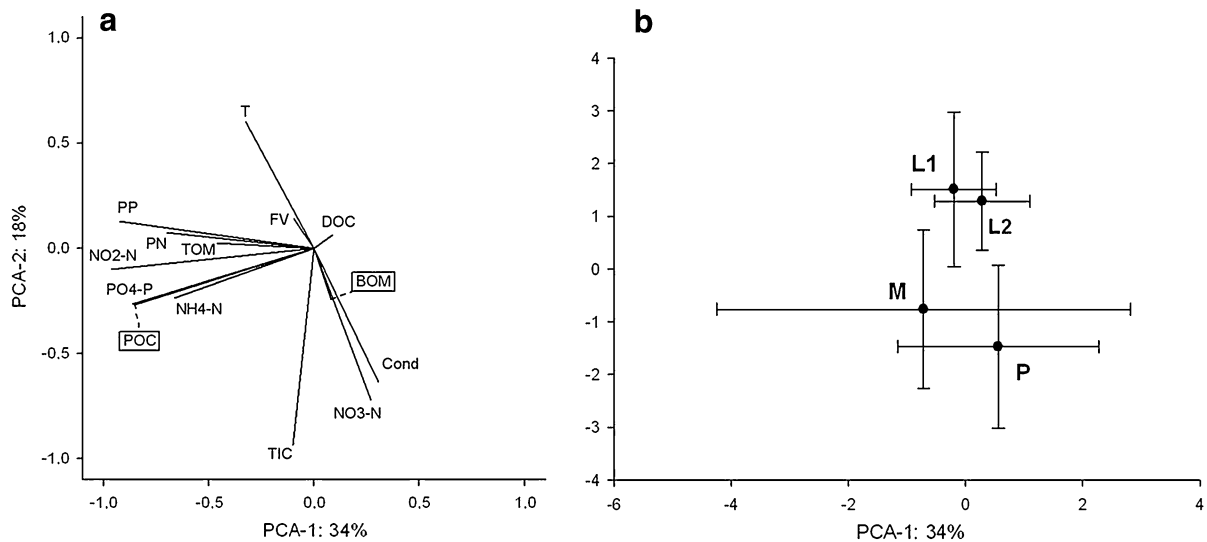 a
1.0
0.5
0.0
-0.5
-1.0
PCA-2: 18%
T
FV
DOC
PP
PN
TOM
NO2-N
BOM
PO4-P
NH4-N
POC
Cond
NO3-N
TIC
-1.0 -0.5 0.0 0.5 1.0
PCA-1: 34%
b
4
3
2
1
0
-1
-2
-3
-4
L1
L2
M
P
-6 -4 -2 0 2 4
PCA-1: 34%